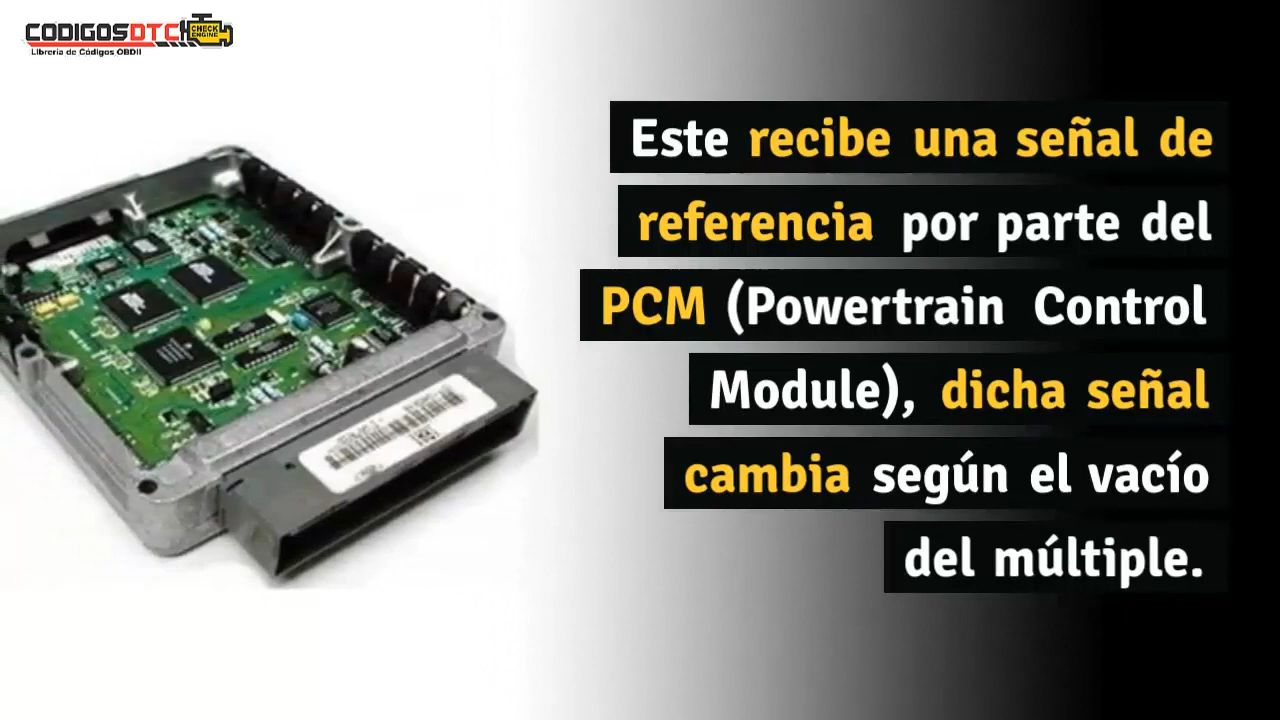 CODIGOSDTC
CHECK
ENGINE
Librería de Códigos OBDII
Este recibe una señal de
referencia por parte del
PCM (Powertrain Control
Module), dicha señal
cambia según el vacío
del múltiple.